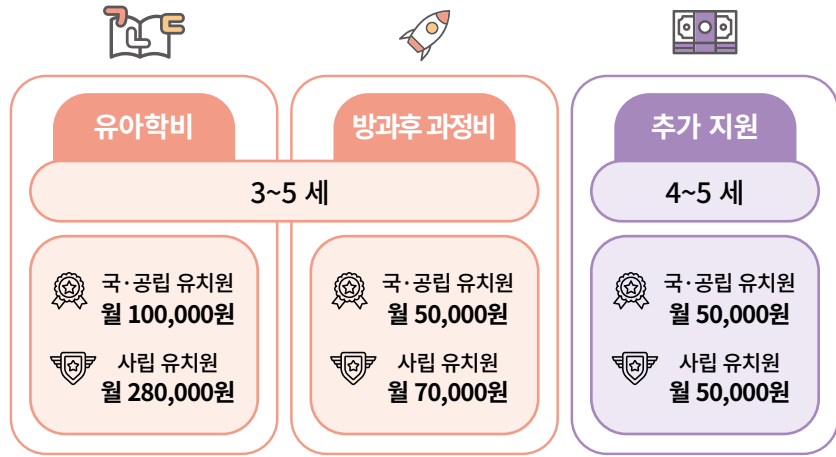 ㄱㄴㄷ
유아학비
방과후 과정비
추가 지원
3~5 세
4~5 세
국·공립 유치원
월 100,000원
사립 유치원
월 280,000원
국·공립 유치원
월 50,000원
사립 유치원
월 70,000원
국·공립 유치원
월 50,000원
사립 유치원
월 50,000원